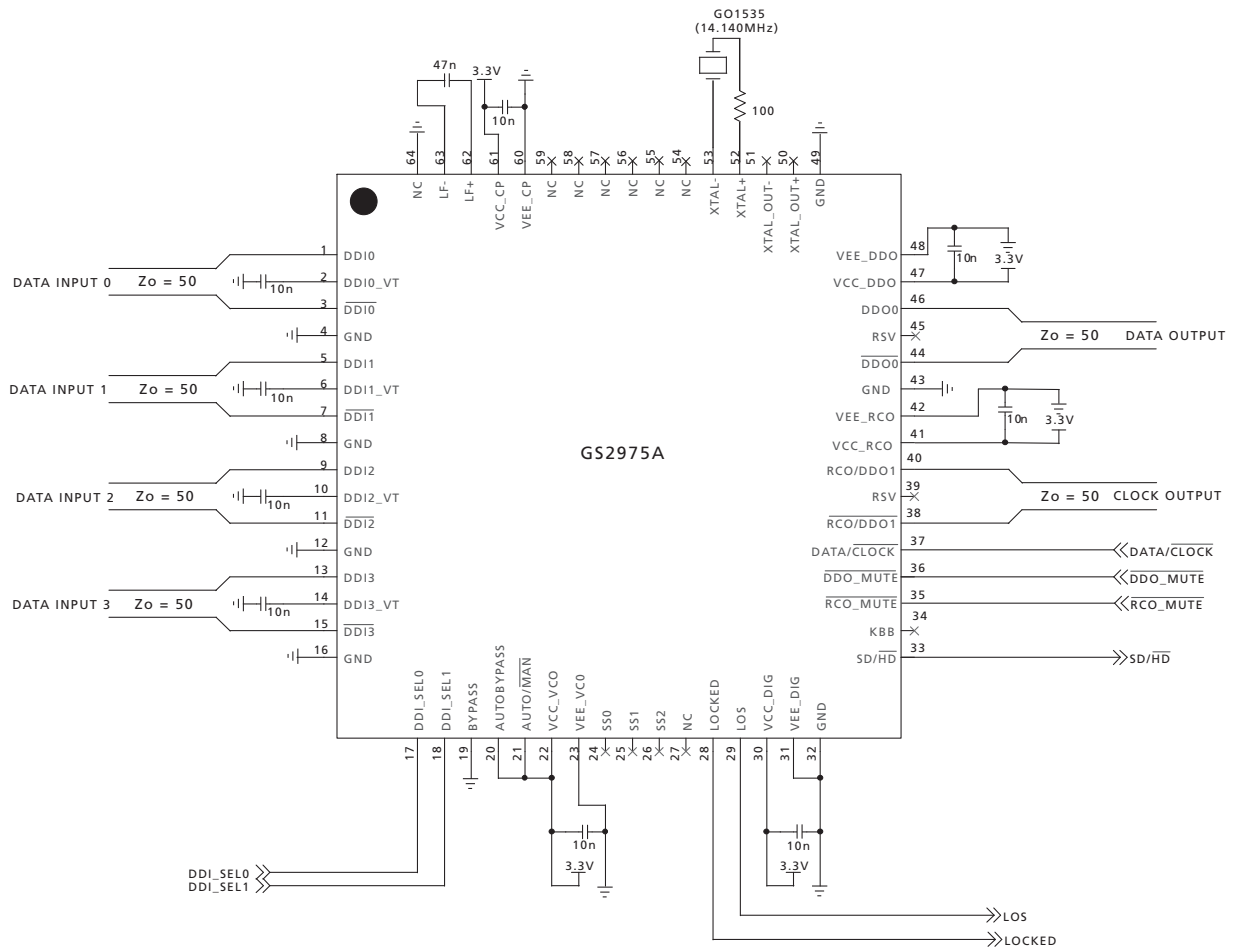 GO1535
(14.140MHz)
47n
3.3V
10n
100
64
63
62
61
60
59
58
57
56
55
54
53
52
51
50
49
NC
LF-
LF+
VCC_CP
VEE_CP
NC
NC
NC
NC
NC
NC
XTAL-
XTAL+
XTAL_OUT-
XTAL_OUT+
GND
DATA INPUT 0
Zo = 50
10n
1 DDI0
2 DDI0_VT
3 DDI0
4 GND
DATA INPUT 1
Zo = 50
10n
5 DDI1
6 DDI1_VT
7 DDI1
8 GND
DATA INPUT 2
Zo = 50
10n
9 DDI2
10 DDI2_VT
11 DDI2
12 GND
DATA INPUT 3
Zo = 50
10n
13 DDI3
14 DDI3_VT
15 DDI3
16 GND
GS2975A
VEE_DDO 48
10n
3.3V
VCC_DDO 47
DDO0 46
RSV 45
Zo = 50 DATA OUTPUT
DDO0 44
GND 43
VEE_RCO 42
10n
3.3V
VCC_RCO 41
RCO/DDO1 40
RSV 39
Zo = 50 CLOCK OUTPUT
RCO/DDO1 38
DATA/CLOCK 37 DATA/CLOCK
DDO_MUTE 36 DDO_MUTE
RCO_MUTE 35 RCO_MUTE
KBB 34
SD/HD 33 SD/HD
DDI_SEL0
DDI_SEL1
BYPASS
AUTOBYPASS
AUTO/MAN
VCC_VCO
VEE_VC0
SS0
SS1
SS2
NC
LOCKED
LOS
VCC_DIG
VEE_DIG
GND
17
18
19
20
21
22
23
24
25
26
27
28
29
30
31
32
10n
3.3V
10n
3.3V
DDI_SEL0
DDI_SEL1
LOS
LOCKED